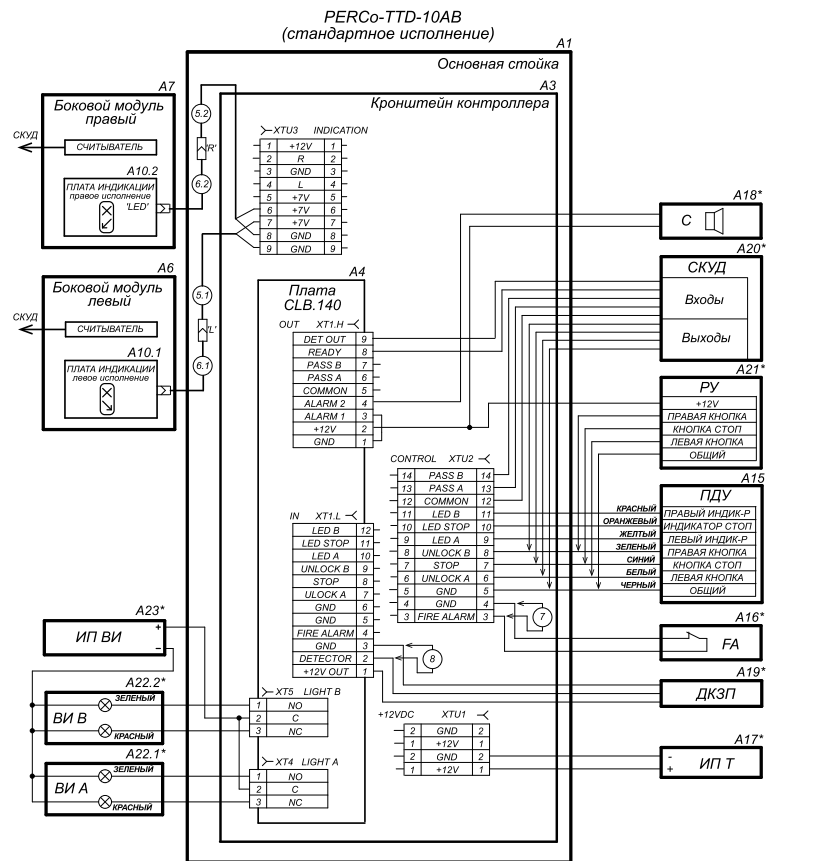 PERCo-TTD-10AB
(стандартное исполнение)
A1
Основная стойка
A3
Кронштейн контроллера
A7
Боковой модуль
правый
СКУД
СЧИТЫВАТЕЛЬ
A10.2
ПЛАТА ИНДИКАЦИИ
правое исполнение
'LED'
5.2
'R'
6.2
XTU3 INDICATION
1 +12V 1
2 R 2
3 GND 3
4 L 4
5 +7V 5
6 +7V 6
7 +7V 7
8 GND 8
9 GND 9
A6
Боковой модуль
левый
СКУД
СЧИТЫВАТЕЛЬ
A10.1
ПЛАТА ИНДИКАЦИИ
левое исполнение
5.1
'L'
6.1
A4
Плата
CLB.140
OUT XT1.H
DET OUT 9
READY 8
PASS B 7
PASS A 6
COMMON 5
ALARM 2 4
ALARM 1 3
+12V 2
GND 1
IN XT1.L
LED B 12
LED STOP 11
LED A 10
UNLOCK B 9
STOP 8
ULOCK A 7
GND 6
GND 5
FIRE ALARM 4
GND 3
DETECTOR 2
+12V OUT 1
XT5 LIGHT B
1 NO
2 C
3 NC
XT4 LIGHT A
1 NO
2 C
3 NC
CONTROL XTU2
14 PASS B 14
13 PASS A 13
12 COMMON 12
11 LED B 11
10 LED STOP 10
9 LED A 9
8 UNLOCK B 8
7 STOP 7
6 UNLOCK A 6
5 GND 5
4 GND 4
3 FIRE ALARM 3
7
8
+12VDC XTU1
2 GND 2
1 +12V 1
2 GND 2
1 +12V 1
A18*
C
A20*
СКУД
Входы
Выходы
A21*
РУ
+12V
ПРАВАЯ КНОПКА
КНОПКА СТОП
ЛЕВАЯ КНОПКА
ОБЩИЙ
A15
ПДУ
КРАСНЫЙ ПРАВЫЙ ИНДИК-Р
ОРАНЖЕВЫЙ ИНДИКАТОР СТОП
ЖЕЛТЫЙ ЛЕВЫЙ ИНДИК-Р
ЗЕЛЕНЫЙ ПРАВАЯ КНОПКА
СИНИЙ КНОПКА СТОП
БЕЛЫЙ ЛЕВАЯ КНОПКА
ЧЕРНЫЙ ОБЩИЙ
A16*
FA
A19*
ДКЗП
A17*
- + ИП Т
A23*
ИП ВИ + −
A22.2*
ВИ В
ЗЕЛЕНЫЙ
КРАСНЫЙ
A22.1*
ВИ А
ЗЕЛЕНЫЙ
КРАСНЫЙ